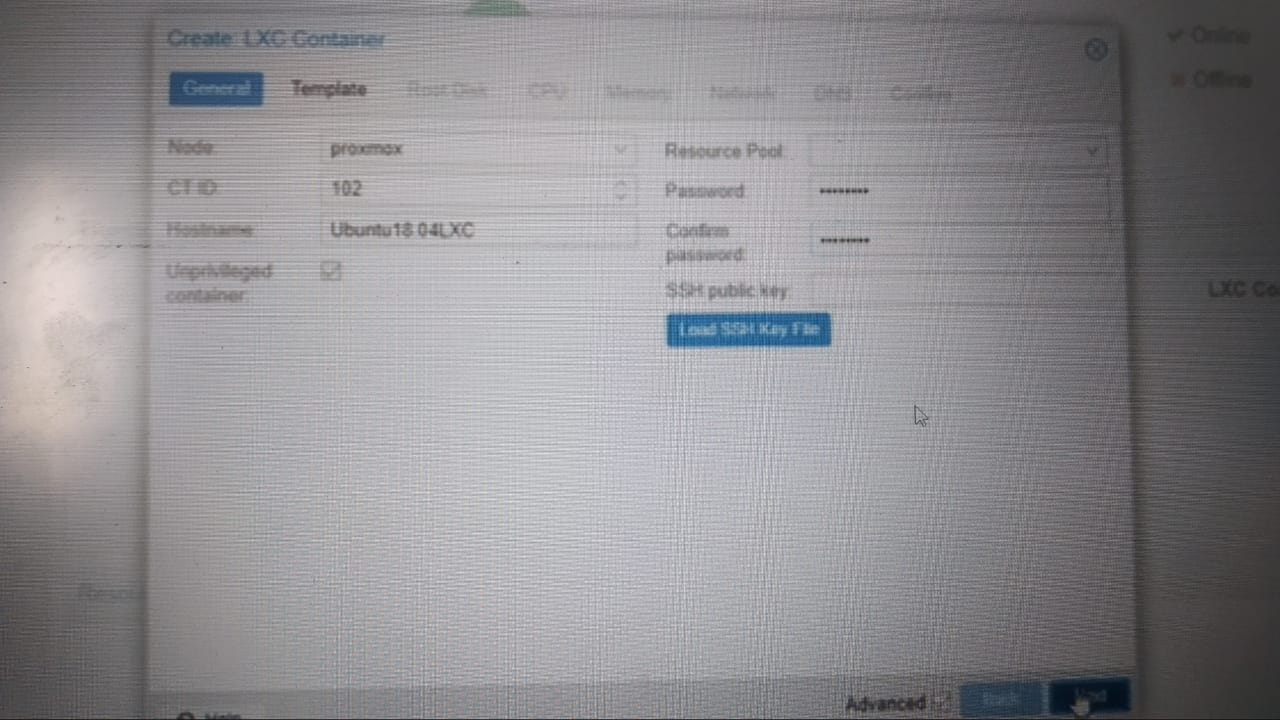 Create: LXC Container
Online
Offline
General Template Root Disk CPU Memory Network DNS Confirm
Node: proxmox
Resource Pool:
CT ID: 102
Password: ••••••••
Hostname: Ubuntu18.04LXC
Confirm
password: ••••••••
Unprivileged
container:
SSH public key:
LXC Co
Load SSH Key File
Advanced Back Next
Help